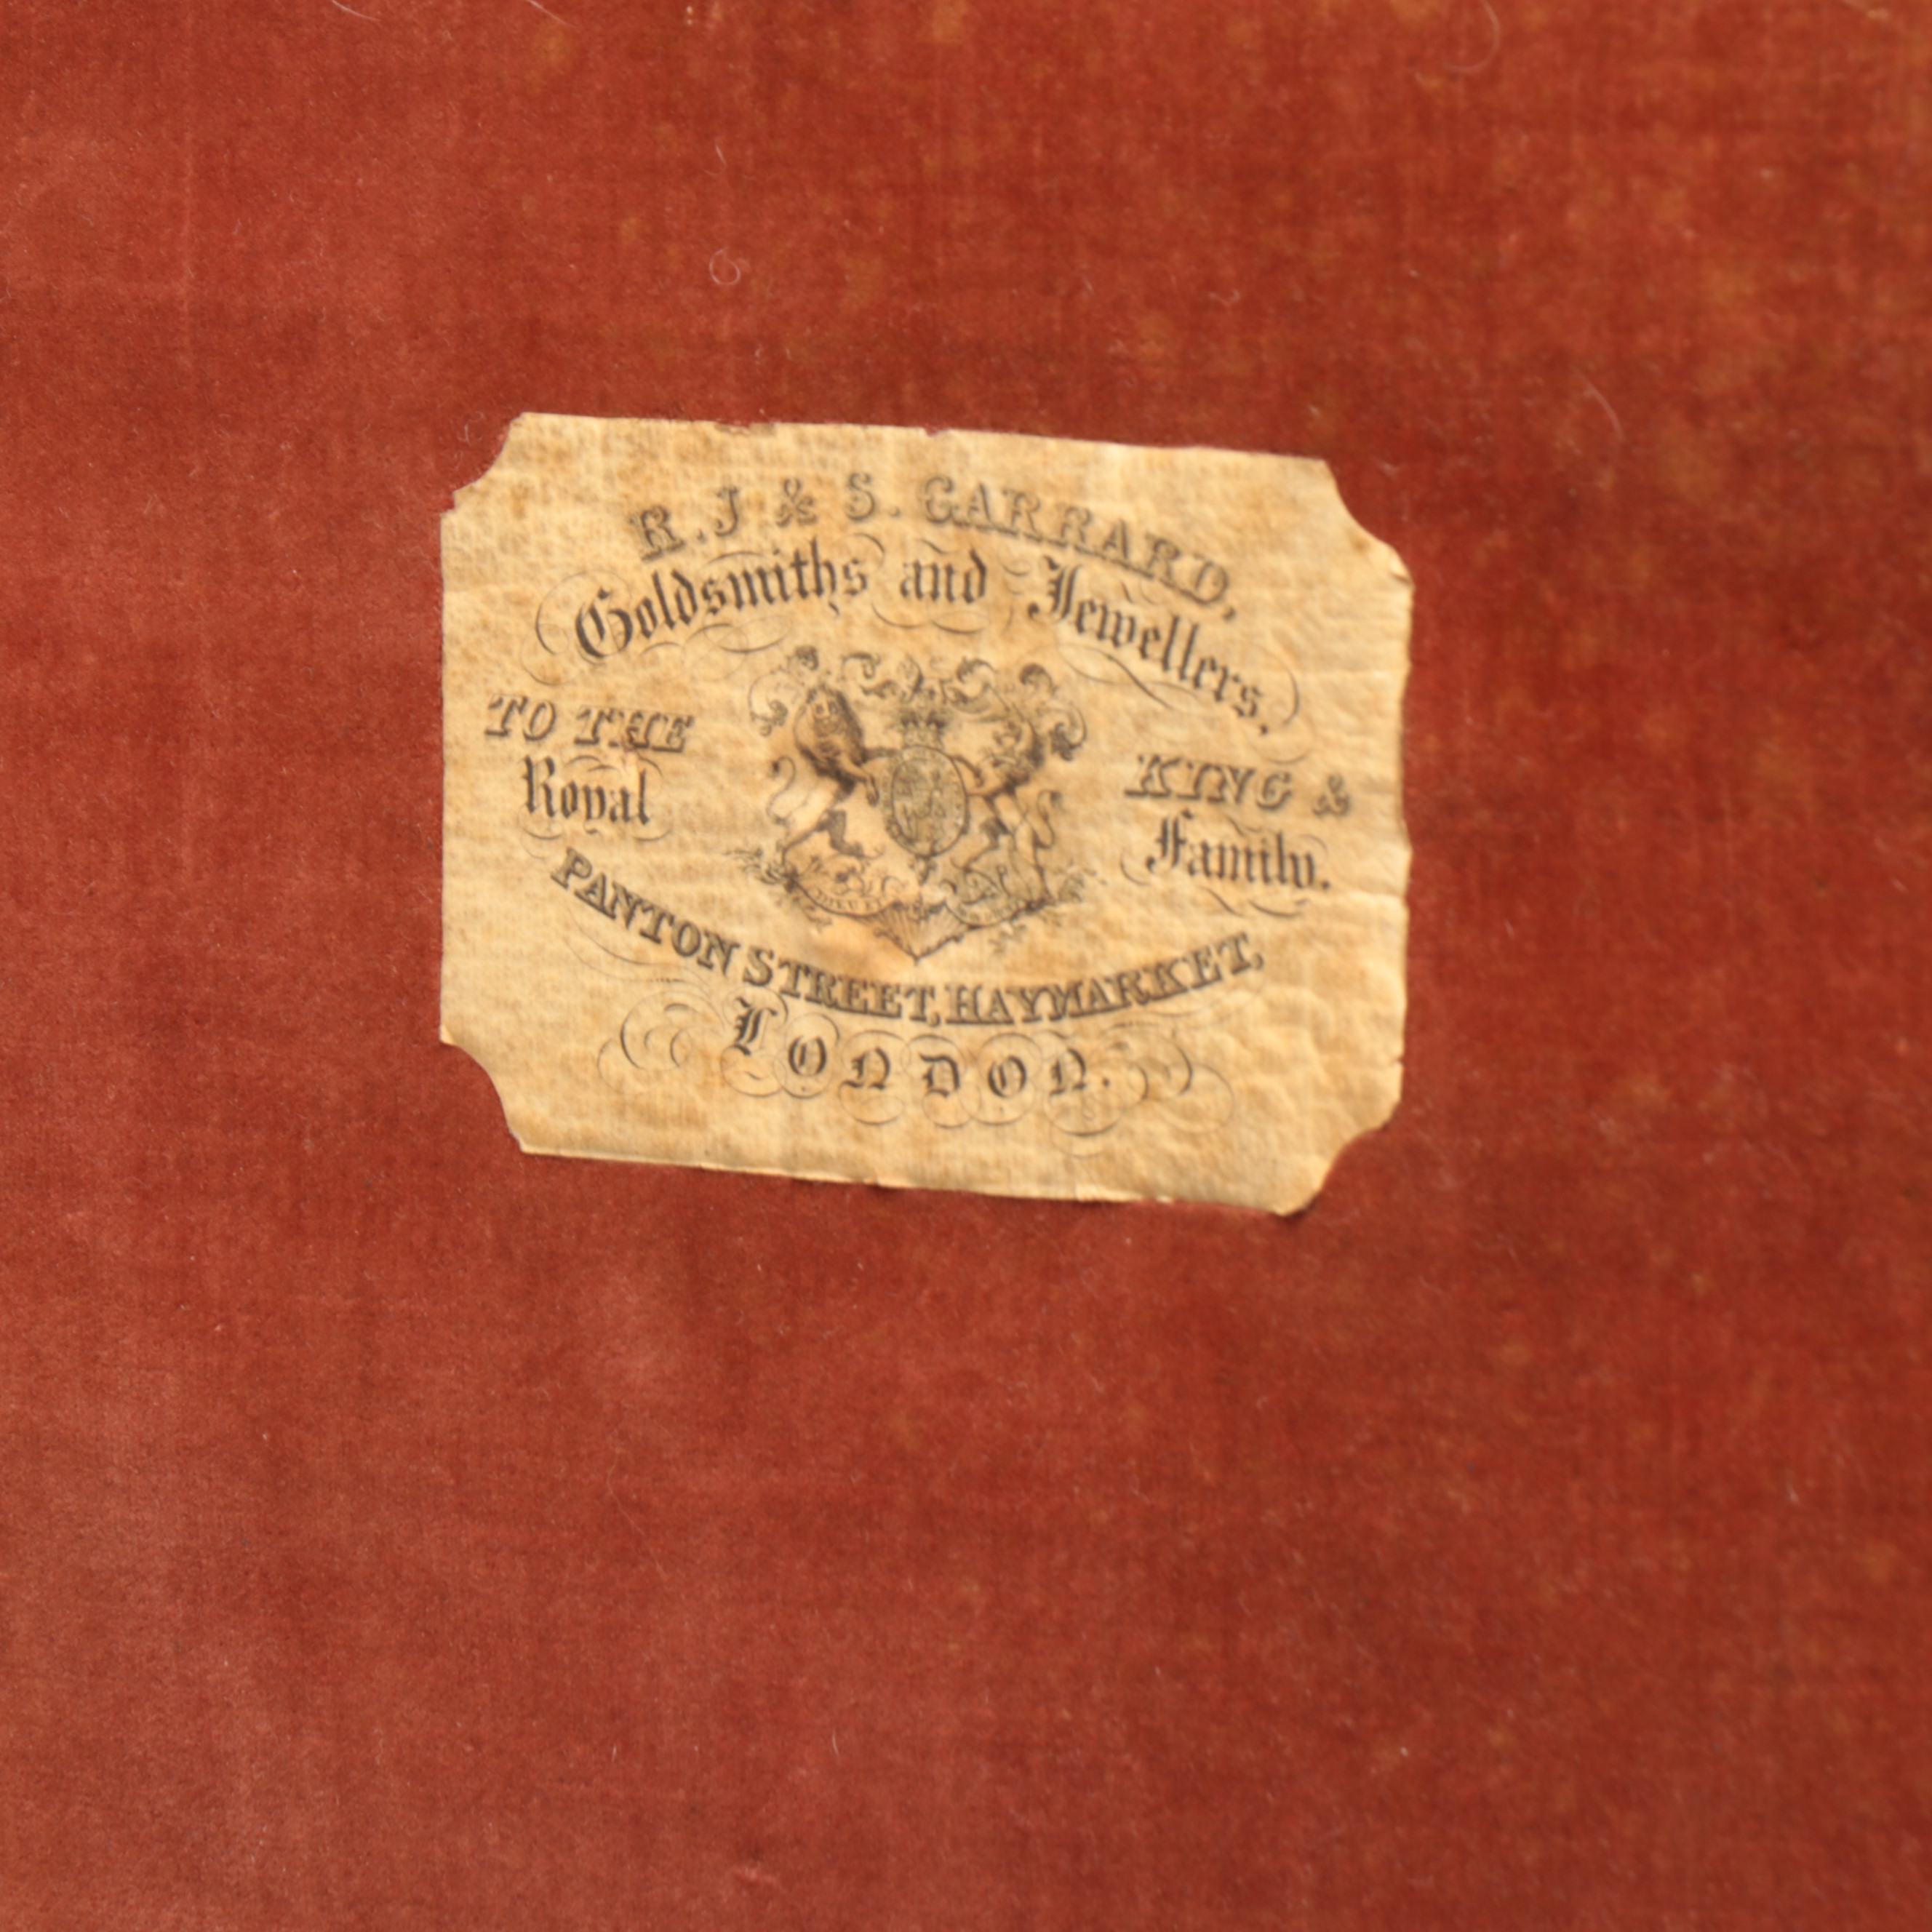 R.J & S. GARRARD,
Goldsmiths and Jewellers.
TO THE KING &
Royal Family.
PANTON STREET, HAYMARKET,
LONDON.